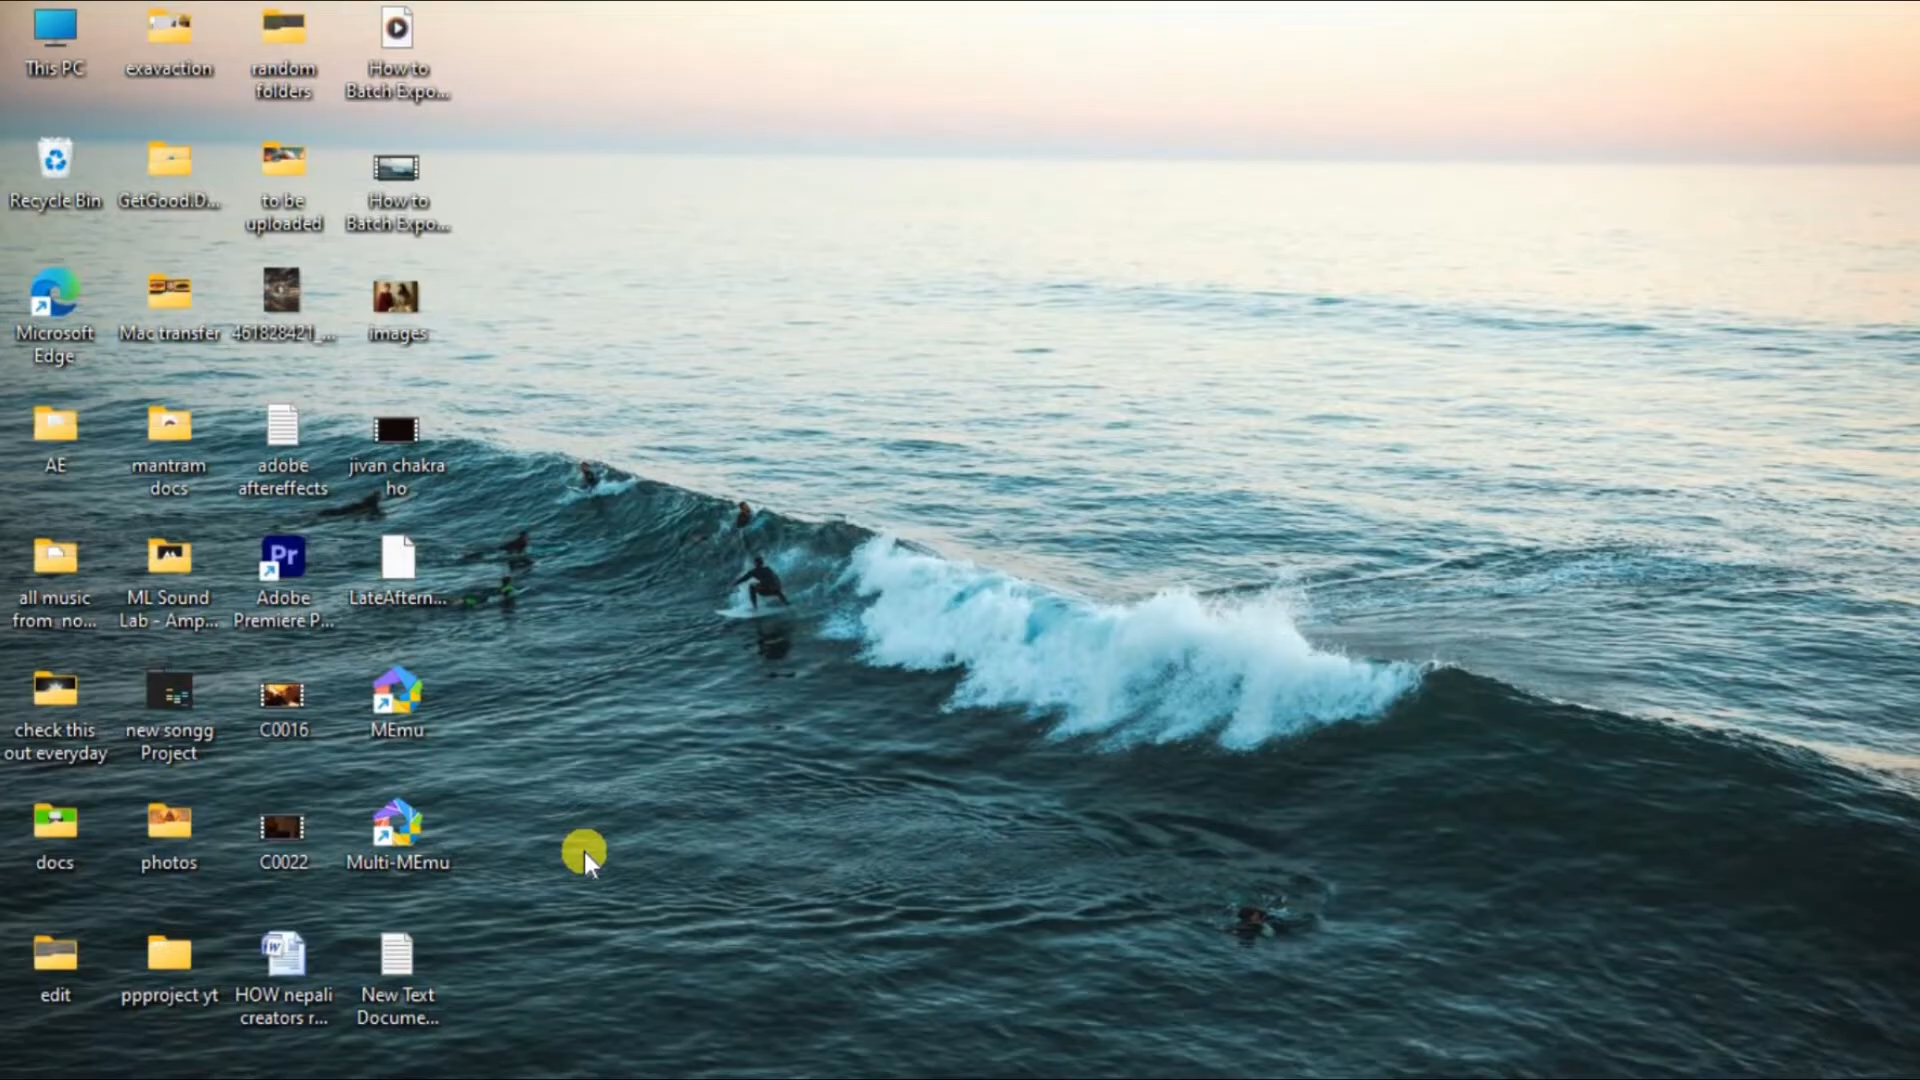 This PC
exavaction
random
folders
How to
Batch Expo...
Recycle Bin
GetGood.D...
to be
uploaded
How to
Batch Expo...
Microsoft
Edge
Mac transfer
461828421_...
images
AE
mantram
docs
adobe
aftereffects
jivan chakra
ho
all music
from no...
ML Sound
Lab - Amp...
Pr
Adobe
Premiere P...
LateAftern...
check this
out everyday
new songg
Project
C0016
MEmu
docs
photos
C0022
Multi-MEmu
edit
ppproject yt
W
HOW nepali
creators r...
New Text
Docume...